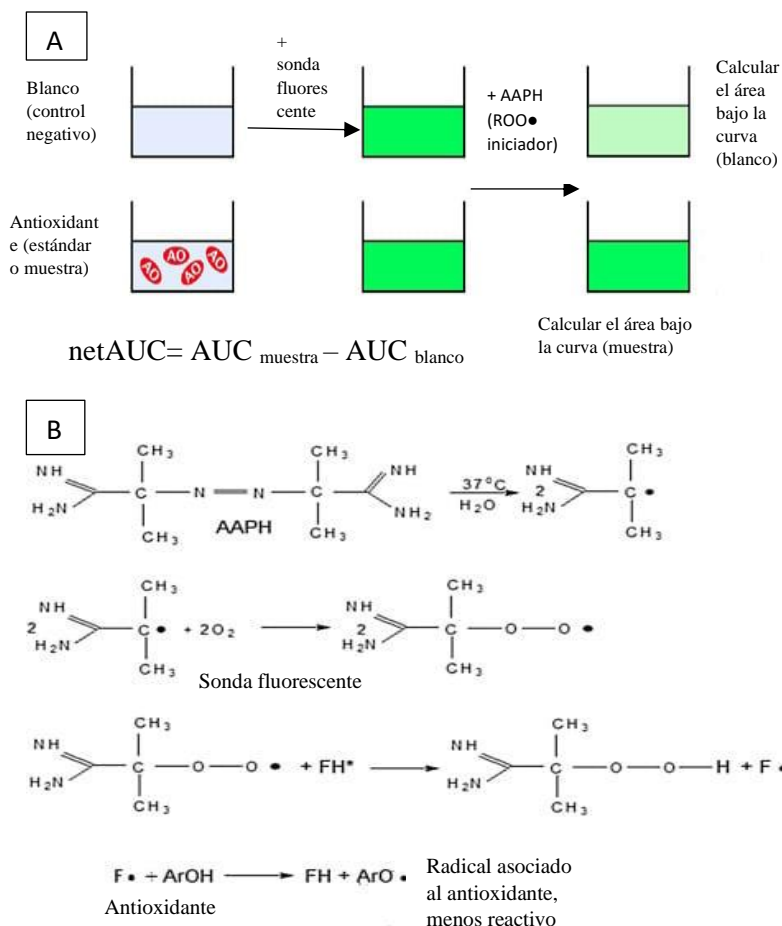 A
Blanco
(control
negativo)
+
sonda
fluores
cente
+ AAPH
(ROO●
iniciador)
Calcular
el área
bajo la
curva
(blanco)
Antioxidant
e (estándar
o muestra)
AO
AO
AO
AO
Calcular el área bajo
la curva (muestra)
netAUC= AUC muestra – AUC blanco
B
CH3
CH3
NH
NH
C
N
N
C
H2N
NH2
CH3
CH3
AAPH
37°C
H2O
CH3
NH
2
C •
H2N
CH3
CH3
NH
2
C •
H2N
CH3
+ 2O2
CH3
NH
2
C
O
O •
H2N
CH3
Sonda fluorescente
CH3
NH
C
O
O •
H2N
CH3
+ FH*
CH3
NH
C
O
O
H + F •
H2N
CH3
F• + ArOH
FH + ArO •
Antioxidante
Radical asociado
al antioxidante,
menos reactivo